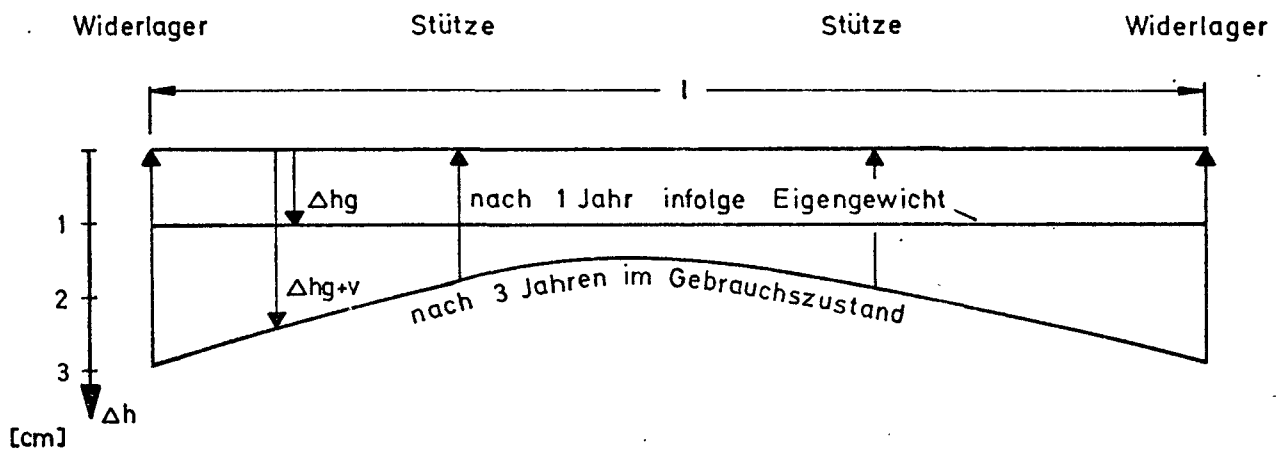 Widerlager Stütze Stütze Widerlager
l
Δhg
nach 1 Jahr infolge Eigengewicht
1
Δhg+v
2
nach 3 Jahren im Gebrauchszustand
3
Δh
[cm]